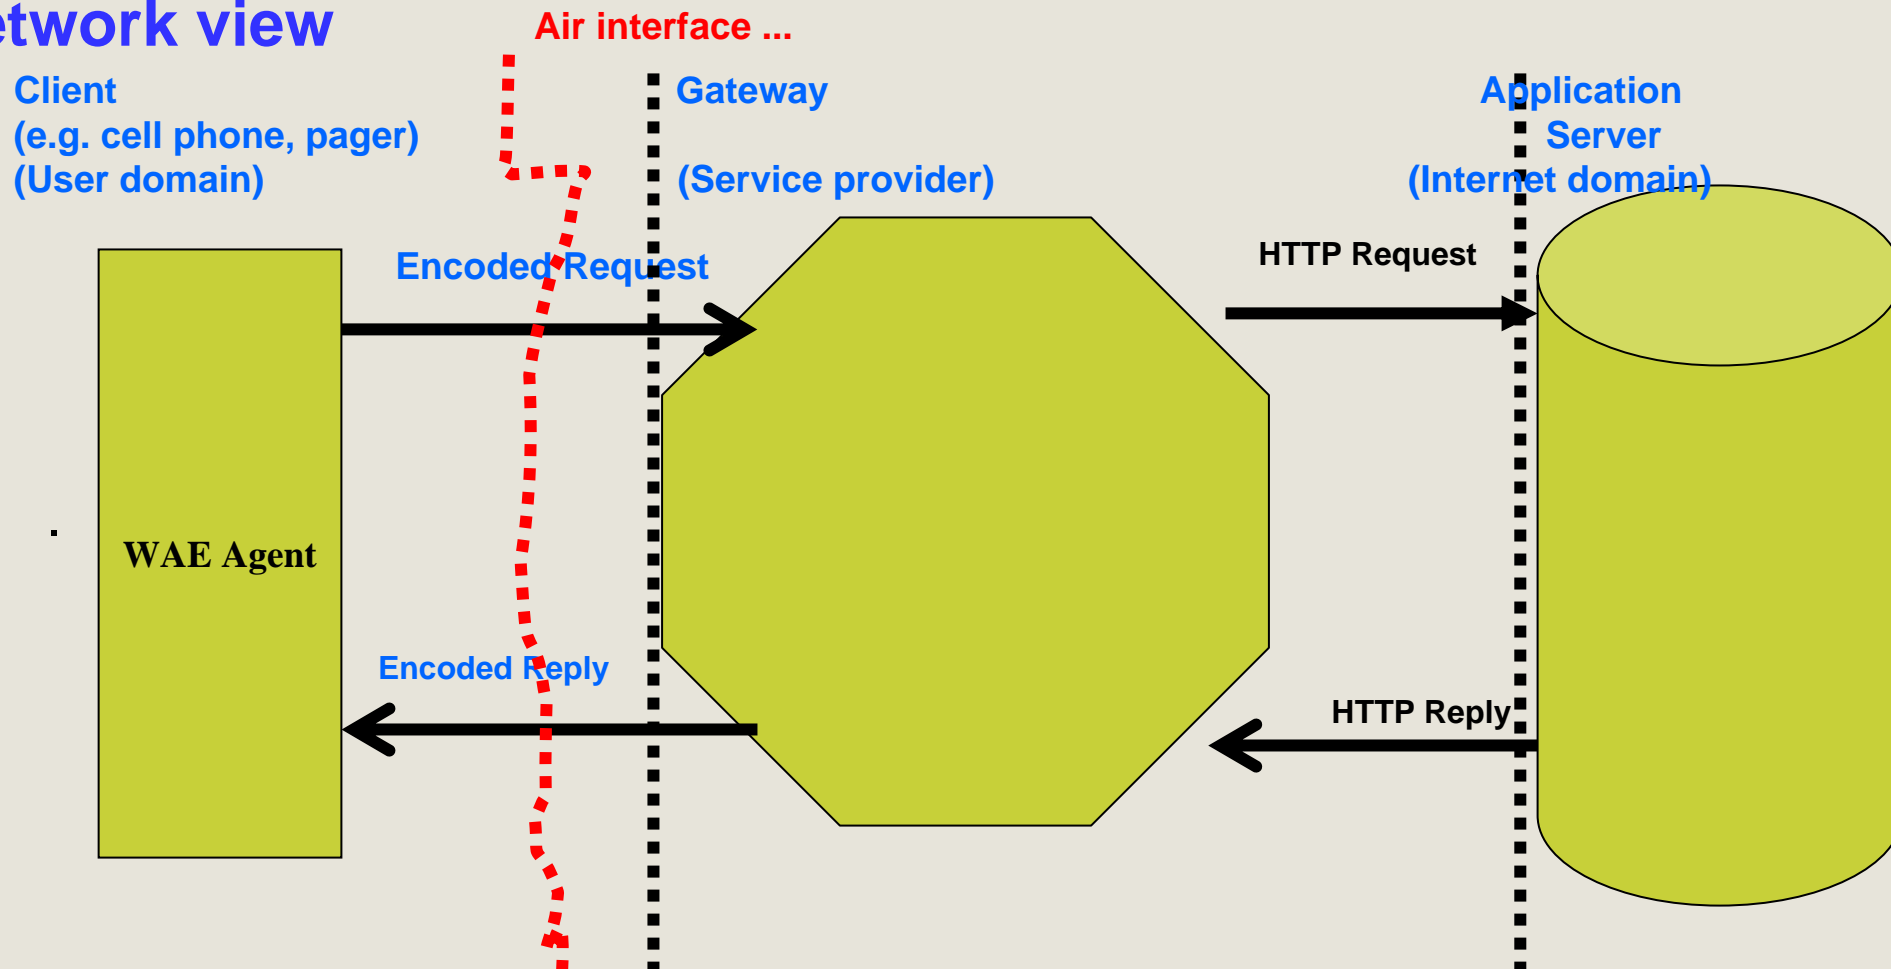 view
Air interface ...
Client
(e.g. cell phone, pager)
(User domain)
Gateway
(Service provider)
Application
Server
(Internet domain)
Encoded Request
HTTP Request
WAE Agent
Encoded Reply
HTTP Reply